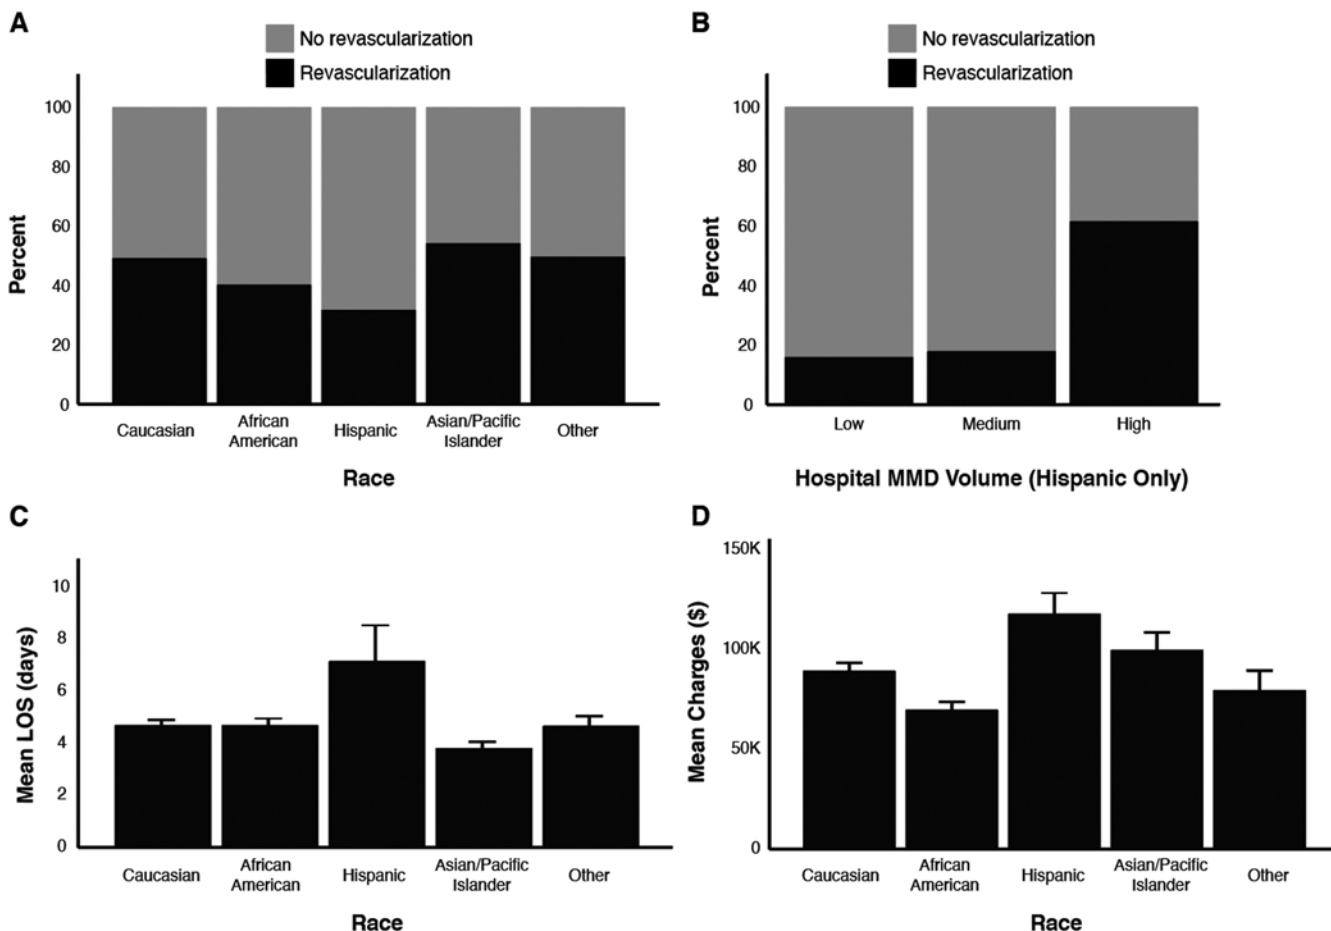 A
No revascularization
Revascularization
100
80
60
40
20
0
Percent
Caucasian
African
American
Hispanic
Asian/Pacific
Islander
Other
Race
B
No revascularization
Revascularization
100
80
60
40
20
0
Percent
Low
Medium
High
Hospital MMD Volume (Hispanic Only)
C
10
8
6
4
2
0
Mean LOS (days)
Caucasian
African
American
Hispanic
Asian/Pacific
Islander
Other
Race
D
150K
100K
50K
0
Mean Charges ($)
Caucasian
African
American
Hispanic
Asian/Pacific
Islander
Other
Race